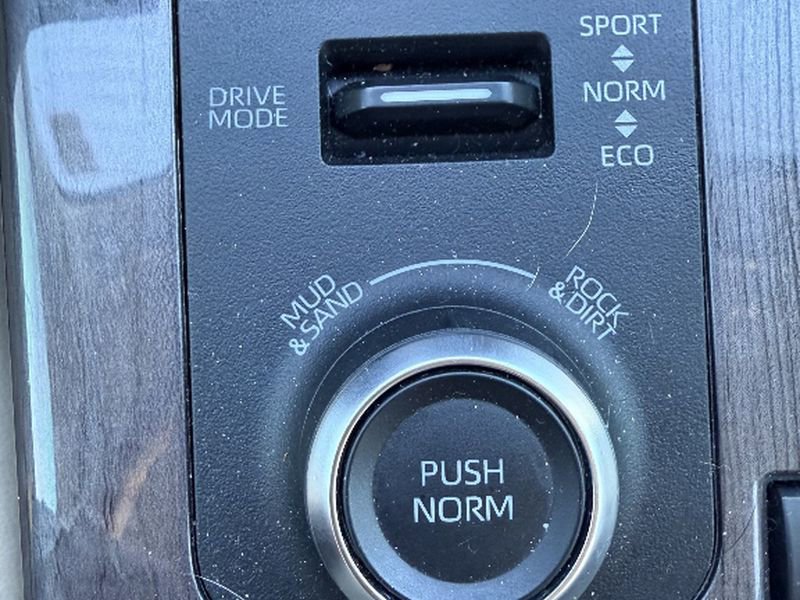 SPORT
DRIVE
MODE
NORM
ECO
MUD
& SAND
ROCK
& DIRT
PUSH
NORM